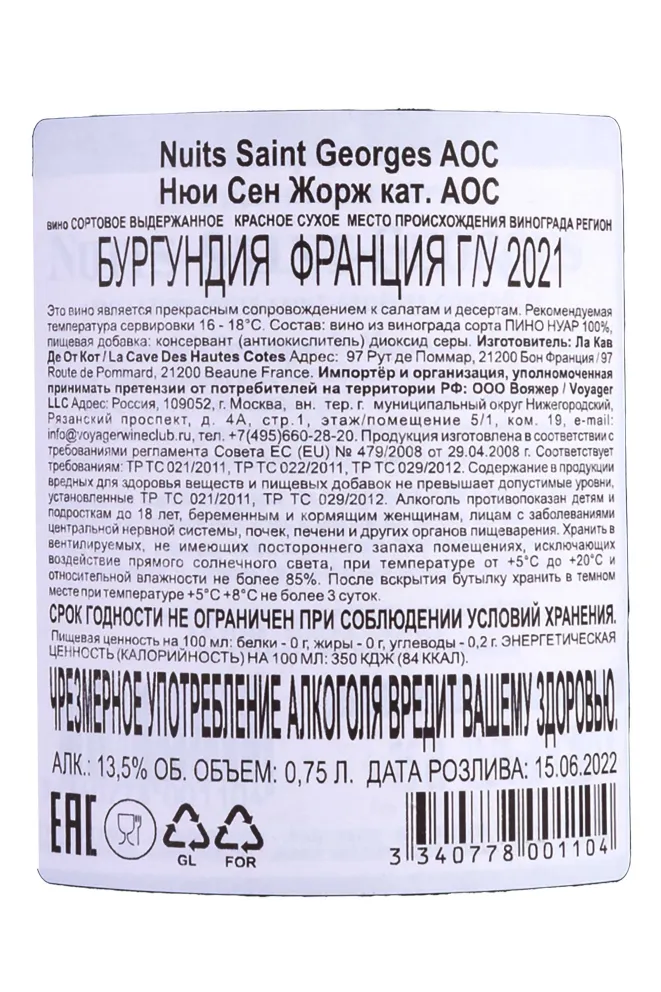 Nuits Saint Georges AOC
Нюи Сен Жорж кат. АОС
вино СОРТОВОЕ ВЫДЕРЖАННОЕ КРАСНОЕ СУХОЕ МЕСТО ПРОИСХОЖДЕНИЯ ВИНОГРАДА РЕГИОН
БУРГУНДИЯ ФРАНЦИЯ Г/У 2021
Это вино является прекрасным сопровождением к салатам и десертам. Рекомендуемая
температура сервировки 16 - 18°C. Состав: вино из винограда сорта ПИНО НУАР 100%,
пищевая добавка: консервант (антиокислитель) диоксид серы. Изготовитель: Ла Кав
Де От Кот / La Cave Des Hautes Cotes Адрес: 97 Рут де Поммар, 21200 Бон Франция / 97
Route de Pommard, 21200 Beaune France. Импортёр и организация, уполномоченная
принимать претензии от потребителей на территории РФ: ООО Вояжер / Voyager
LLC Адрес: Россия, 109052, г. Москва, вн. тер. г. муниципальный округ Нижегородский,
Рязанский проспект, д. 4А, стр.1, этаж/помещение 5/1, ком. 19, e-mail:
info@voyagerwineclub.ru, тел. +7(495)660-28-20. Продукция изготовлена в соответствии с
требованиями регламента Совета ЕС (EU) № 479/2008 от 29.04.2008 г. Соответствует
требованиям: ТР ТС 021/2011, ТР ТС 022/2011, ТР ТС 029/2012. Содержание в продукции
вредных для здоровья веществ и пищевых добавок не превышает допустимые уровни,
установленные ТР ТС 021/2011, ТР ТС 029/2012. Алкоголь противопоказан детям и
подросткам до 18 лет, беременным и кормящим женщинам, лицам с заболеваниями
центральной нервной системы, почек, печени и других органов пищеварения. Хранить в
вентилируемых, не имеющих постороннего запаха помещениях, исключающих
воздействие прямого солнечного света, при температуре от +5°C до +20°C и
относительной влажности не более 85%. После вскрытия бутылку хранить в темном
месте при температуре +5°C +8°C не более 3 суток.
СРОК ГОДНОСТИ НЕ ОГРАНИЧЕН ПРИ СОБЛЮДЕНИИ УСЛОВИЙ ХРАНЕНИЯ.
Пищевая ценность на 100 мл: белки - 0 г, жиры - 0 г, углеводы - 0,2 г. ЭНЕРГЕТИЧЕСКАЯ
ЦЕННОСТЬ (КАЛОРИЙНОСТЬ) НА 100 МЛ: 350 КДЖ (84 ККАЛ).
ЧРЕЗМЕРНОЕ УПОТРЕБЛЕНИЕ АЛКОГОЛЯ ВРЕДИТ ВАШЕМУ ЗДОРОВЬЮ.
АЛК.: 13,5% ОБ. ОБЪЕМ: 0,75 Л. ДАТА РОЗЛИВА: 15.06.2022
ЕАС
GL FOR
3 340778 001104